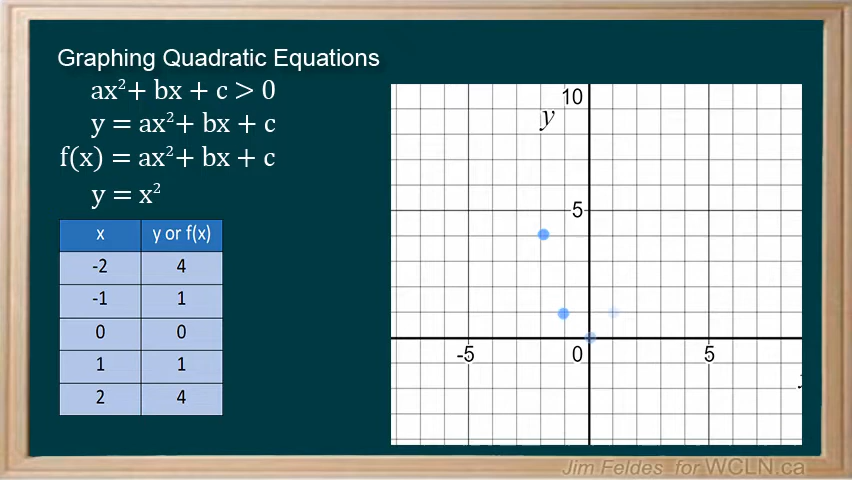 Graphing Quadratic Equations
ax²+ bx + c > 0
y = ax²+ bx + c
f(x) = ax²+ bx + c
y = x²
x y or f(x)
-2 4
-1 1
0 0
1 1
2 4
10
y
5
-5 0 5
Jim Feldes for WCLN.ca